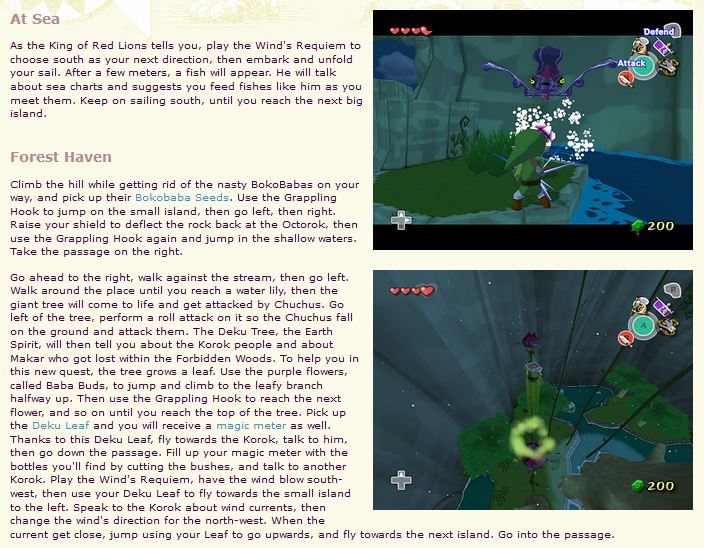 At Sea
As the King of Red Lions tells you, play the Wind's Requiem to
choose south as your next direction, then embark and unfold
your sail. After a few meters, a fish will appear. He will talk
about sea charts and suggests you feed fishes like him as you
meet them. Keep on sailing south, until you reach the next big
island.
Forest Haven
Climb the hill while getting rid of the nasty BokoBabas on your
way, and pick up their Bokobaba Seeds. Use the Grappling
Hook to jump on the small island, then go left, then right.
Raise your shield to deflect the rock back at the Octorok, then
use the Grappling Hook again and jump in the shallow waters.
Take the passage on the right.
Go ahead to the right, walk against the stream, then go left.
Walk around the place until you reach a water lily, then the
giant tree will come to life and get attacked by Chuchus. Go
left of the tree, perform a roll attack on it so the Chuchus fall
on the ground and attack them. The Deku Tree, the Earth
Spirit, will then tell you about the Korok people and about
Makar who got lost within the Forbidden Woods. To help you in
this new quest, the tree grows a leaf. Use the purple flowers,
called Baba Buds, to jump and climb to the leafy branch
halfway up. Then use the Grappling Hook to reach the next
flower, and so on until you reach the top of the tree. Pick up
the Deku Leaf and you will receive a magic meter as well.
Thanks to this Deku Leaf, fly towards the Korok, talk to him,
then go down the passage. Fill up your magic meter with the
bottles you'll find by cutting the bushes, and talk to another
Korok. Play the Wind's Requiem, have the wind blow south-
west, then use your Deku Leaf to fly towards the small island
to the left. Speak to the Korok about wind currents, then
change the wind's direction for the north-west. When the
current get close, jump using your Leaf to go upwards, and fly towards the next island. Go into the passage.
Defend
Attack
200
R
A
200